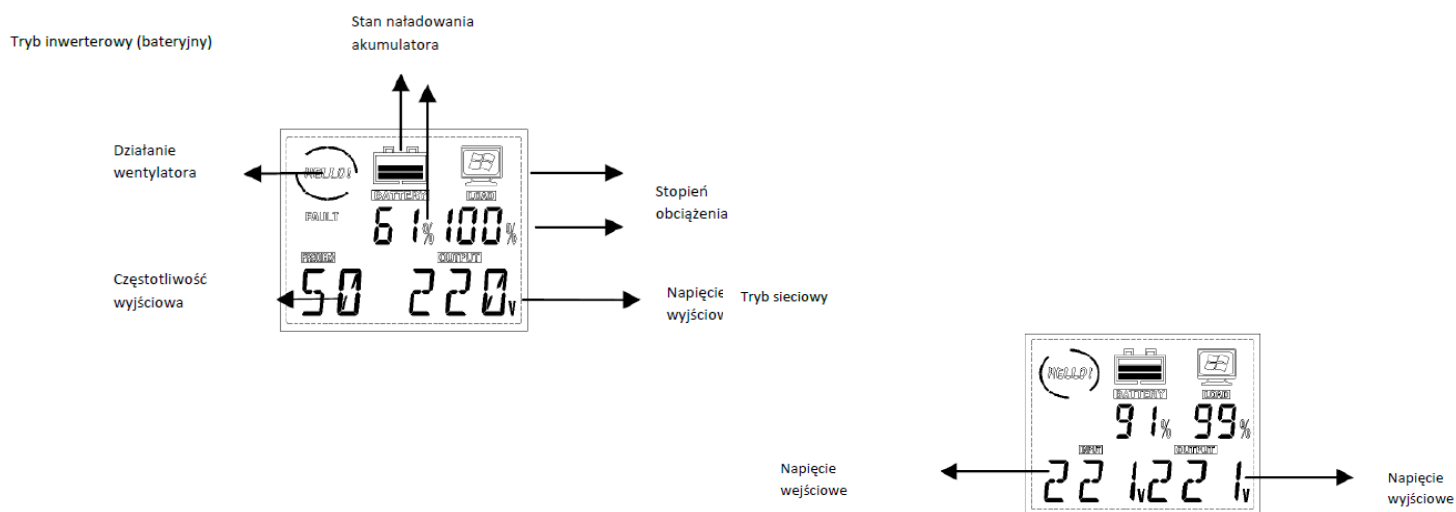 Stan naładowania
akumulatora
Tryb inwerterowy (bateryjny)
Działanie
wentylatora
HELLO!
BATTERY LOAD
FAULT
61% 100%
Stopień
obciążenia
OUTPUT
50 220v
Częstotliwość
wyjściowa
Napięcie
wyjściow
Tryb sieciowy
HELLO!
BATTERY LOAD
91% 99%
INPUT OUTPUT
221v 221v
Napięcie
wejściowe
Napięcie
wyjściowe